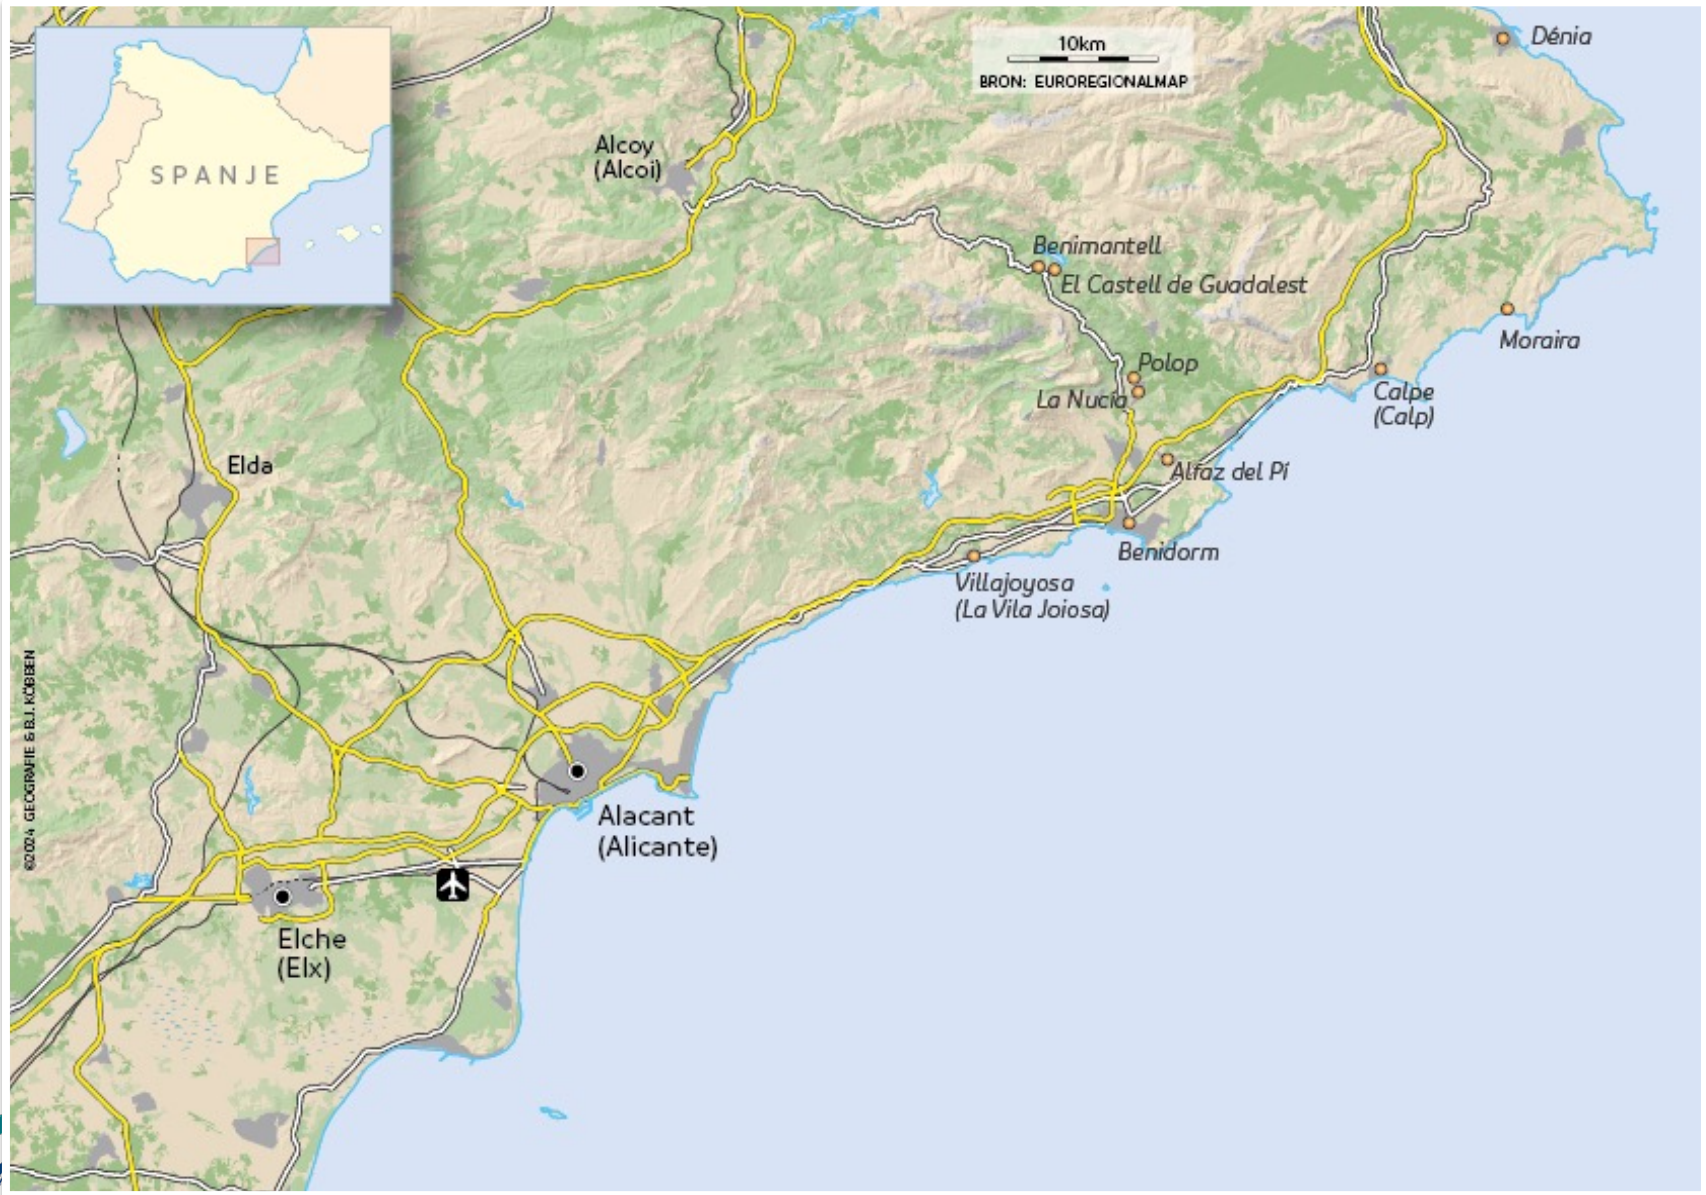 SPANJE
10km
BRON: EUROREGIONALMAP
Dénia
Alcoy
(Alcoi)
Benimantell
El Castell de Guadalest
Moraira
Polop
La Nucia
Calpe
(Calp)
Elda
Alfaz del Pí
Benidorm
Villajoyosa
(La Vila Joiosa)
Alacant
(Alicante)
Elche
(Elx)
©2024 GEOGRAFIE & B.J. KÖBBEN